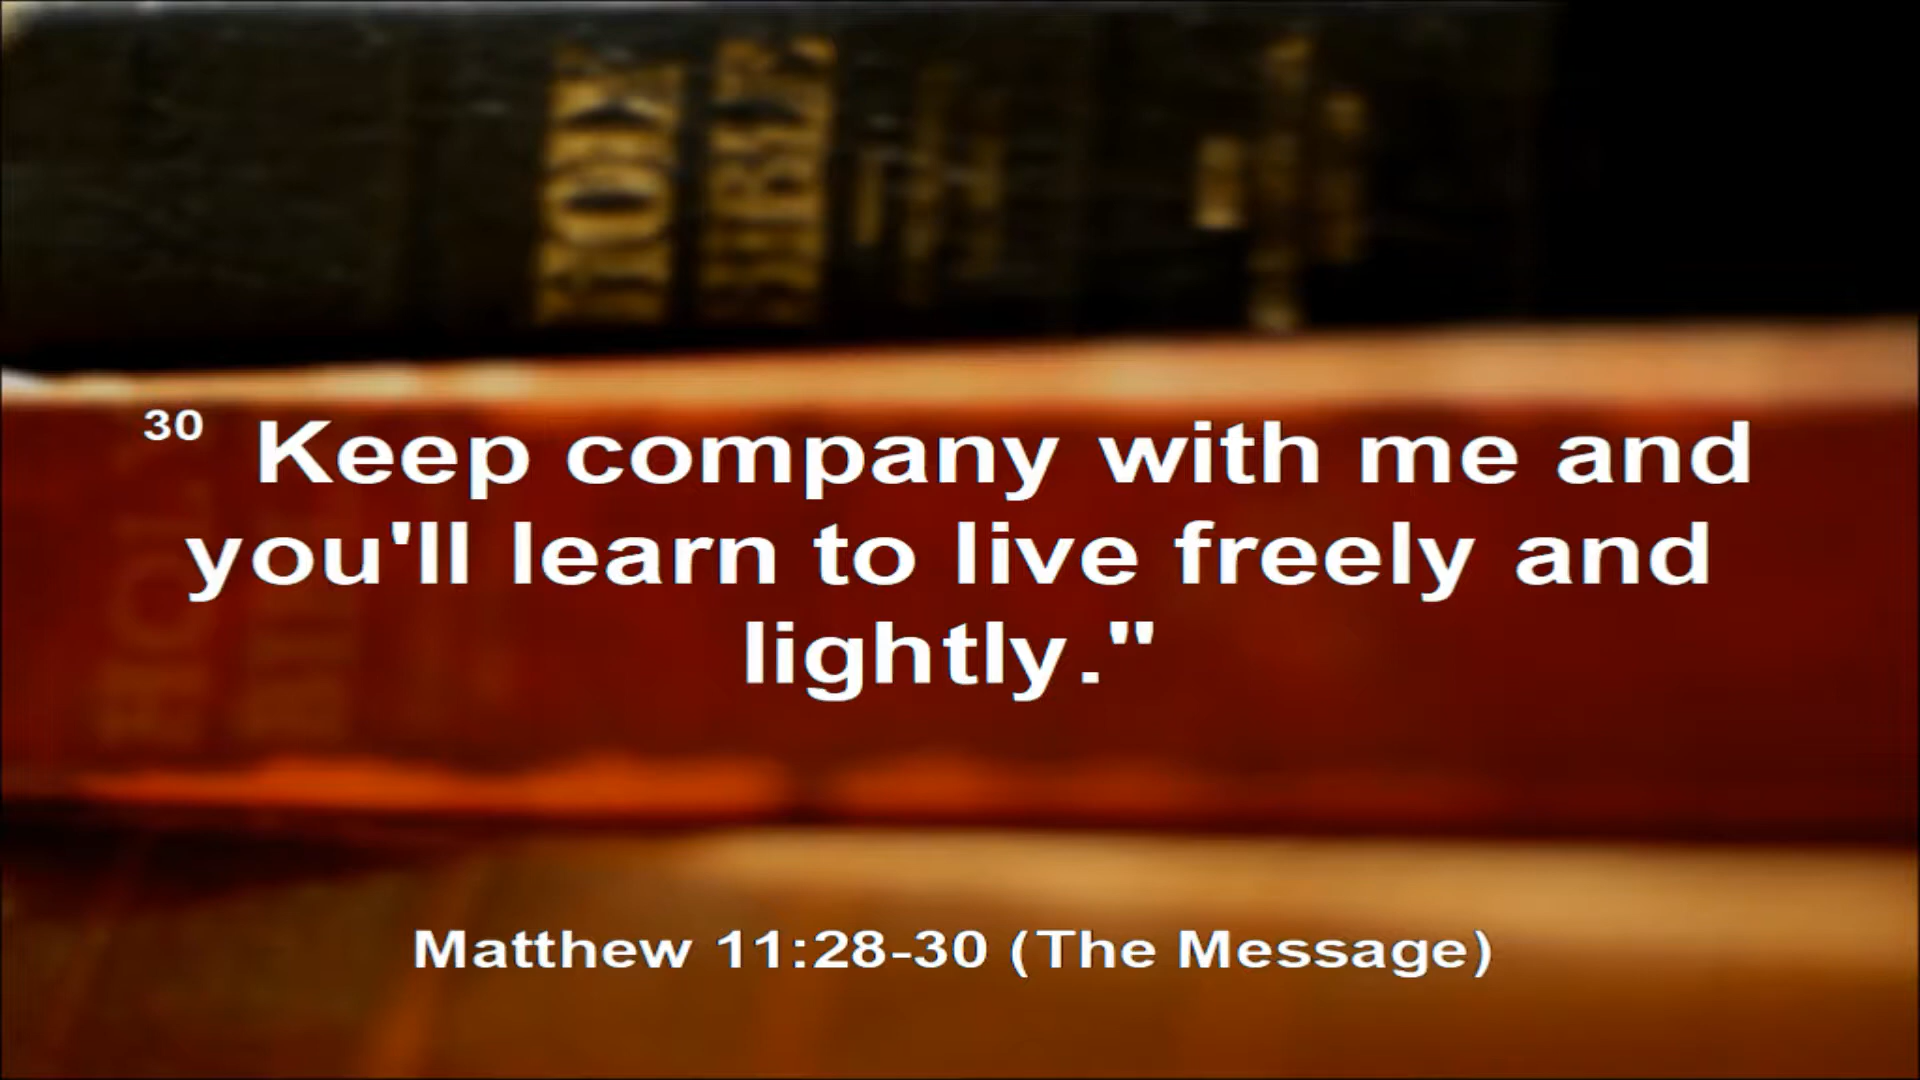 30 Keep company with me and
you'll learn to live freely and
lightly."
Matthew 11:28-30 (The Message)